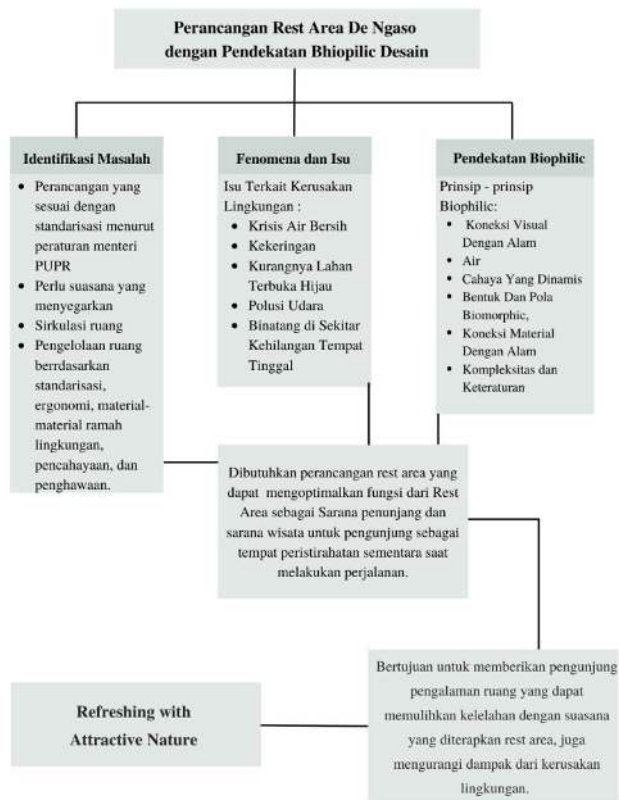 Perancangan Rest Area De Ngaso
dengan Pendekatan Bhiopilic Desain
Identifikasi Masalah
• Perancangan yang
sesuai dengan
standarisasi menurut
peraturan menteri
PUPR
• Perlu suasana yang
menyegarkan
• Sirkulasi ruang
• Pengelolaan ruang
berrdasarkan
standarisasi,
ergonomi, material-
material ramah
lingkungan,
pencahayaan, dan
penghawaan.
Fenomena dan Isu
Isu Terkait Kerusakan
Lingkungan :
• Krisis Air Bersih
• Kekeringan
• Kurangnya Lahan
Terbuka Hijau
• Polusi Udara
• Binatang di Sekitar
Kehilangan Tempat
Tinggal
Pendekatan Biophilic
Prinsip - prinsip
Biophilic:
• Koneksi Visual
Dengan Alam
• Air
• Cahaya Yang Dinamis
• Bentuk Dan Pola
Biomorphic,
• Koneksi Material
Dengan Alam
• Kompleksitas dan
Keteraturan
Dibutuhkan perancangan rest area yang
dapat mengoptimalkan fungsi dari Rest
Area sebagai Sarana penunjang dan
sarana wisata untuk pengunjung sebagai
tempat peristirahatan sementara saat
melakukan perjalanan.
Bertujuan untuk memberikan pengunjung
pengalaman ruang yang dapat
memulihkan kelelahan dengan suasana
yang diterapkan rest area, juga
mengurangi dampak dari kerusakan
lingkungan.
Refreshing with
Attractive Nature